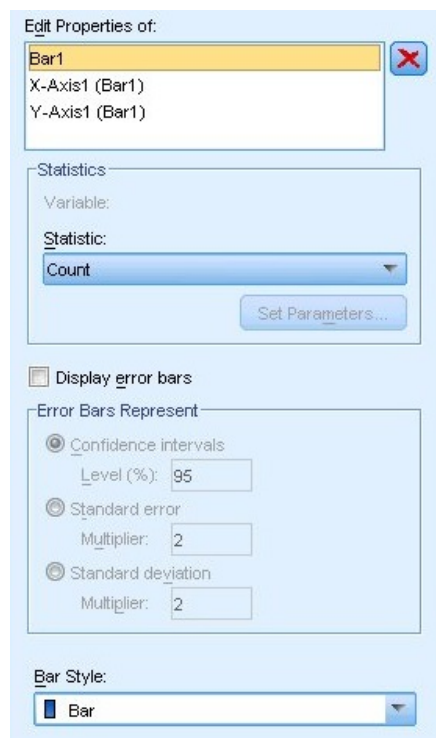 Edit Properties of:
Bar1
X-Axis1 (Bar1)
Y-Axis1 (Bar1)
Statistics
Variable:
Statistic:
Count
Set Parameters...
Display error bars
Error Bars Represent
Confidence intervals
Level (%): 95
Standard error
Multiplier: 2
Standard deviation
Multiplier: 2
Bar Style:
Bar